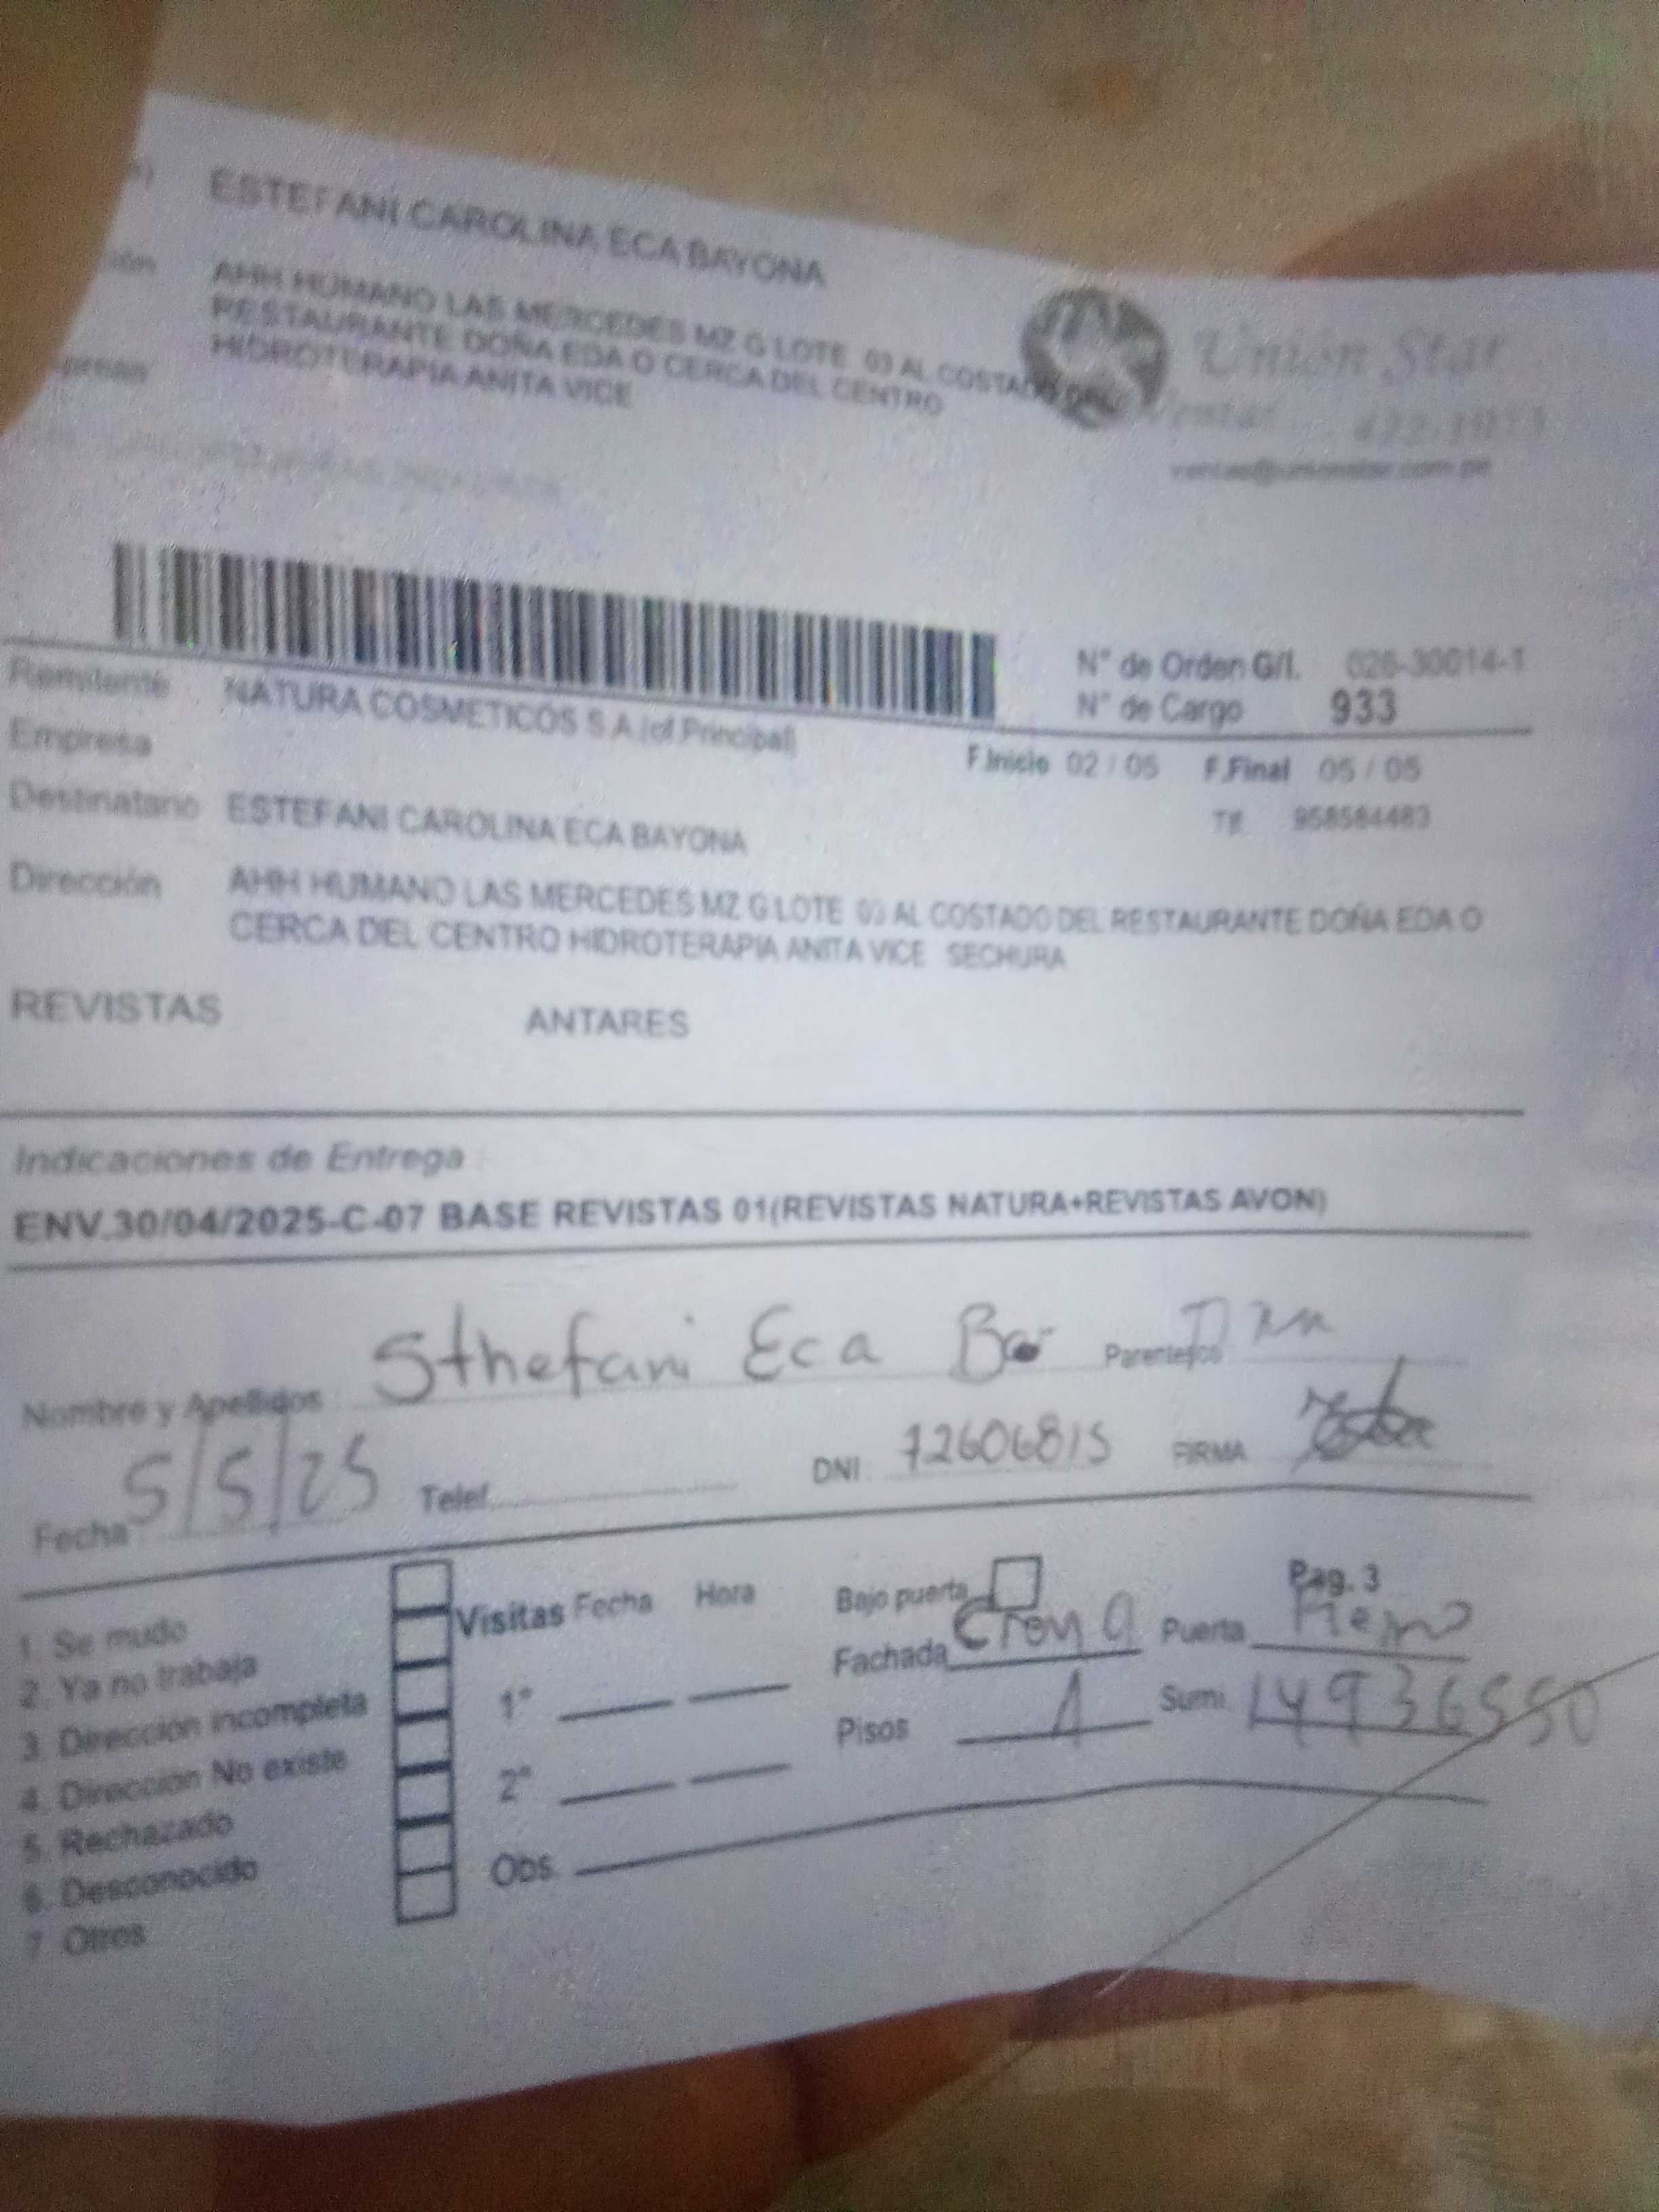 ESTEFANI CAROLINA ECA BAYONA
AHH HUMANO LAS MERCEDES MZ G LOTE 03 AL COSTADO DEL
RESTAURANTE DOÑA EDA O CERCA DEL CENTRO
HIDROTERAPIA ANITA VICE
Unión Star
Ventas
ventas@unionstar.com.pe
N° de Orden G/I. 026-30014-1
N° de Cargo 933
Remitente NATURA COSMETICOS S A (of.Principal)
Empresa
F.Inicio 02 / 05 F.Final 05 / 05
Destinatario ESTEFANI CAROLINA ECA BAYONA
Tlf. 958584483
Dirección AHH HUMANO LAS MERCEDES MZ G LOTE 03 AL COSTADO DEL RESTAURANTE DOÑA EDA O
CERCA DEL CENTRO HIDROTERAPIA ANITA VICE SECHURA
REVISTAS ANTARES
Indicaciones de Entrega
ENV.30/04/2025-C-07 BASE REVISTAS 01(REVISTAS NATURA+REVISTAS AVON)
Nombre y Apellidos Sthefani Eca Parentesco
Fecha 5/5/25 Telef. DNI 72606815 FIRMA
Pag. 3
1. Se mudo
2. Ya no trabaja
3. Dirección incompleta
4. Dirección No existe
5. Rechazado
6. Desconocido
7. Otros
Visitas Fecha Hora
1°
2°
Obs.
Bajo puerta
Fachada Puerta
Pisos 1 Sumi. 14936550